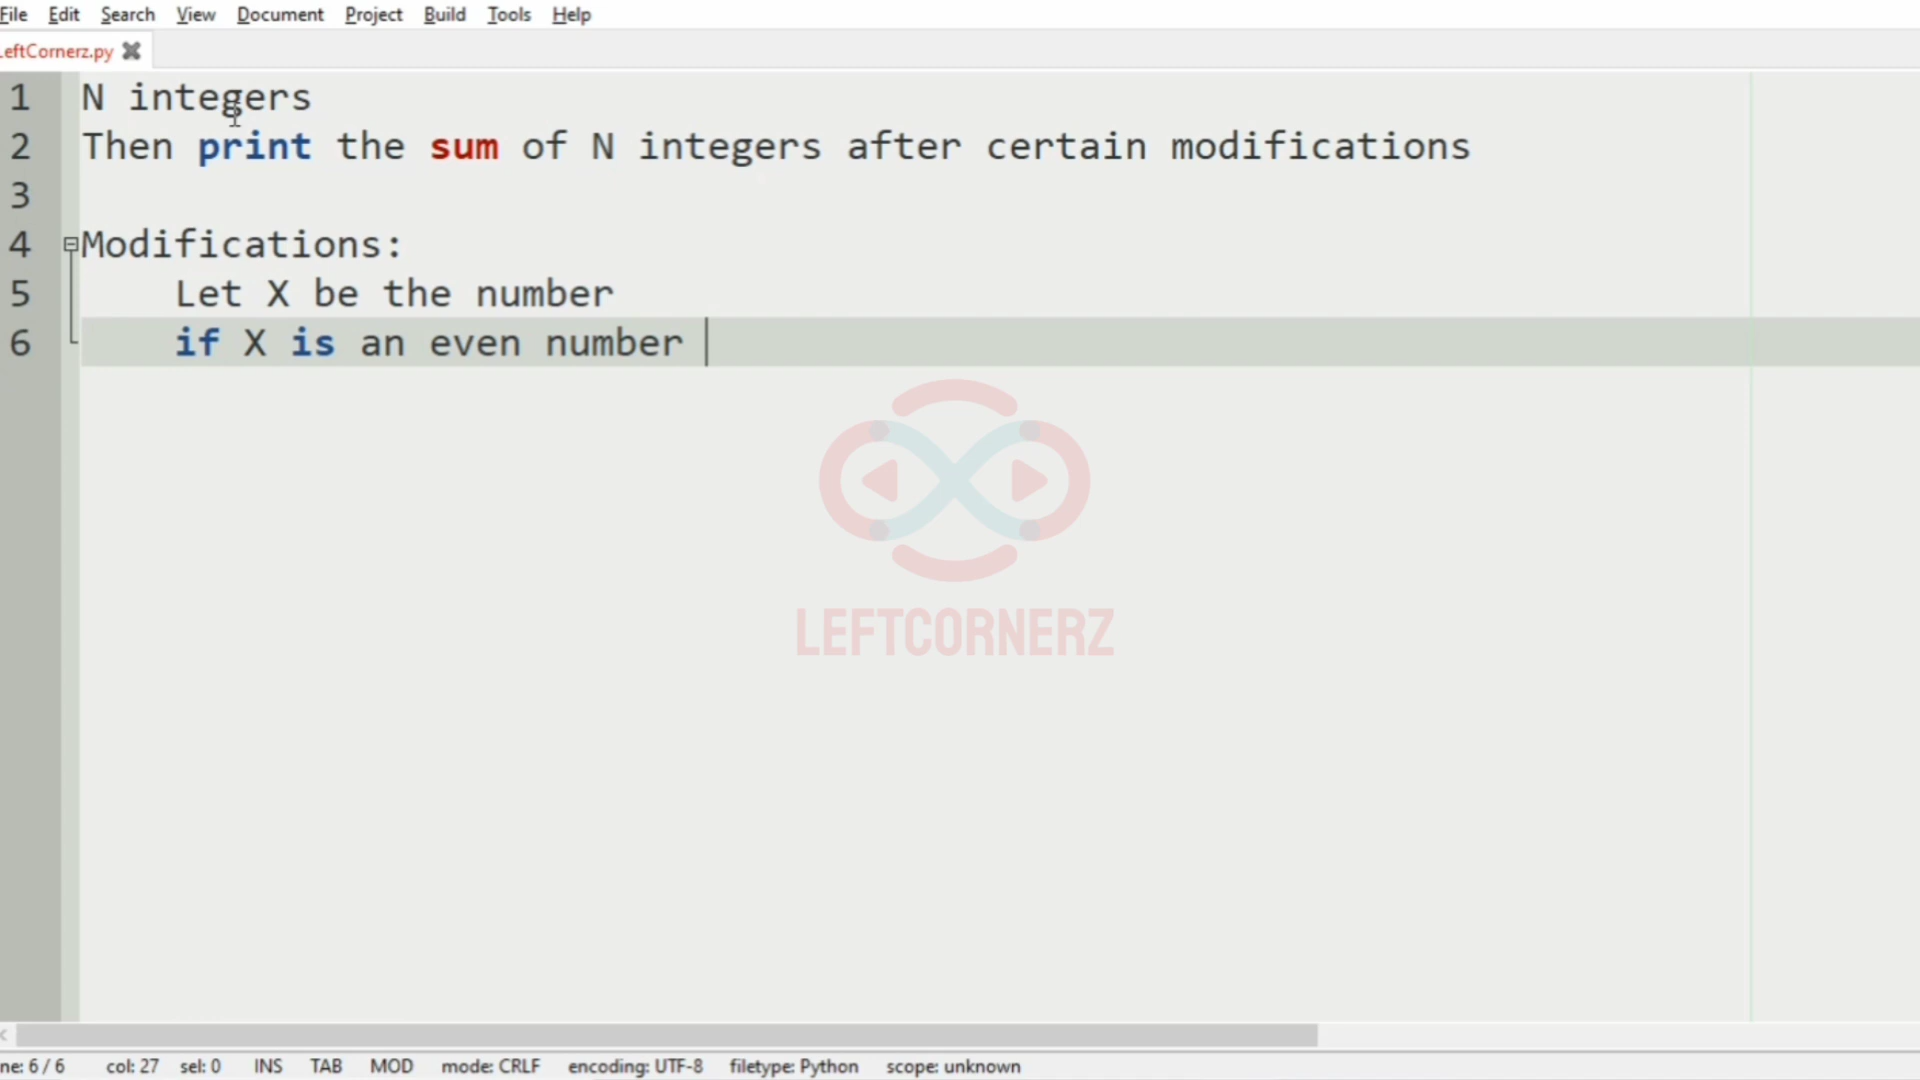 File Edit Search View Document Project Build Tools Help
LeftCornerz.py
1 N integers
2 Then print the sum of N integers after certain modifications
3
4 Modifications:
5 Let X be the number
6 if X is an even number
LEFTCORNERZ
ne: 6 / 6 col: 27 sel: 0 INS TAB MOD mode: CRLF encoding: UTF-8 filetype: Python scope: unknown